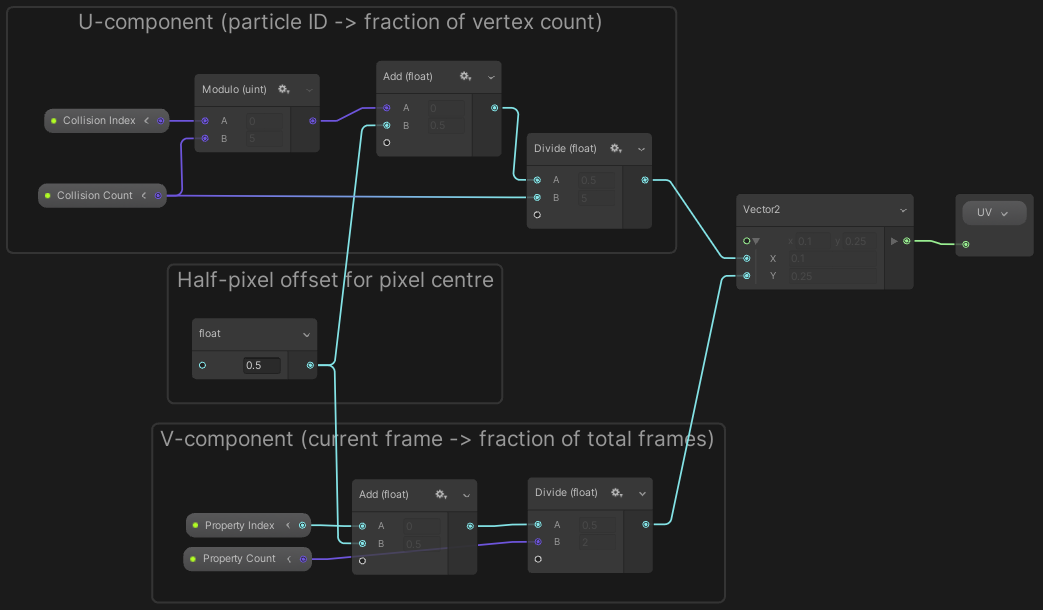 U-component (particle ID -> fraction of vertex count)
Add (float)
A 0
B 0.5
Modulo (uint)
A 0
B 5
Collision Index <
Collision Count <
Divide (float)
A 0.5
B 5
Vector2
x 0.1 y 0.25
X 0.1
Y 0.25
UV
Half-pixel offset for pixel centre
float
0.5
V-component (current frame -> fraction of total frames)
Add (float)
A 0
B 0.5
Divide (float)
A 0.5
B 2
Property Index <
Property Count <